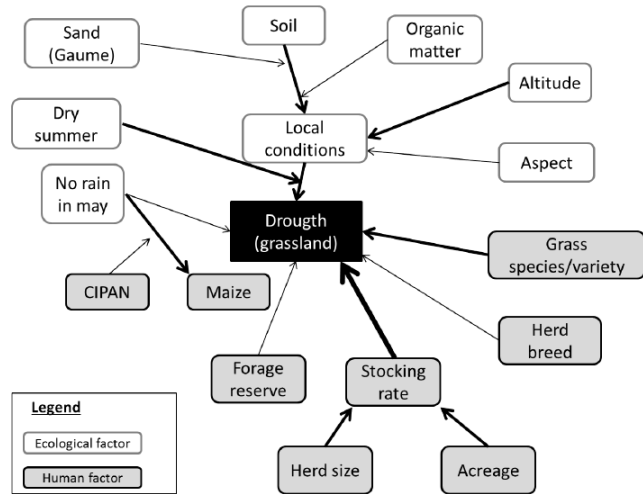 Sand
(Gaume)
Soil
Organic
matter
Altitude
Dry
summer
Local
conditions
Aspect
No rain
in may
Drougth
(grassland)
Grass
species/variety
CIPAN
Maize
Herd
breed
Forage
reserve
Stocking
rate
Herd size
Acreage
Legend
Ecological factor
Human factor